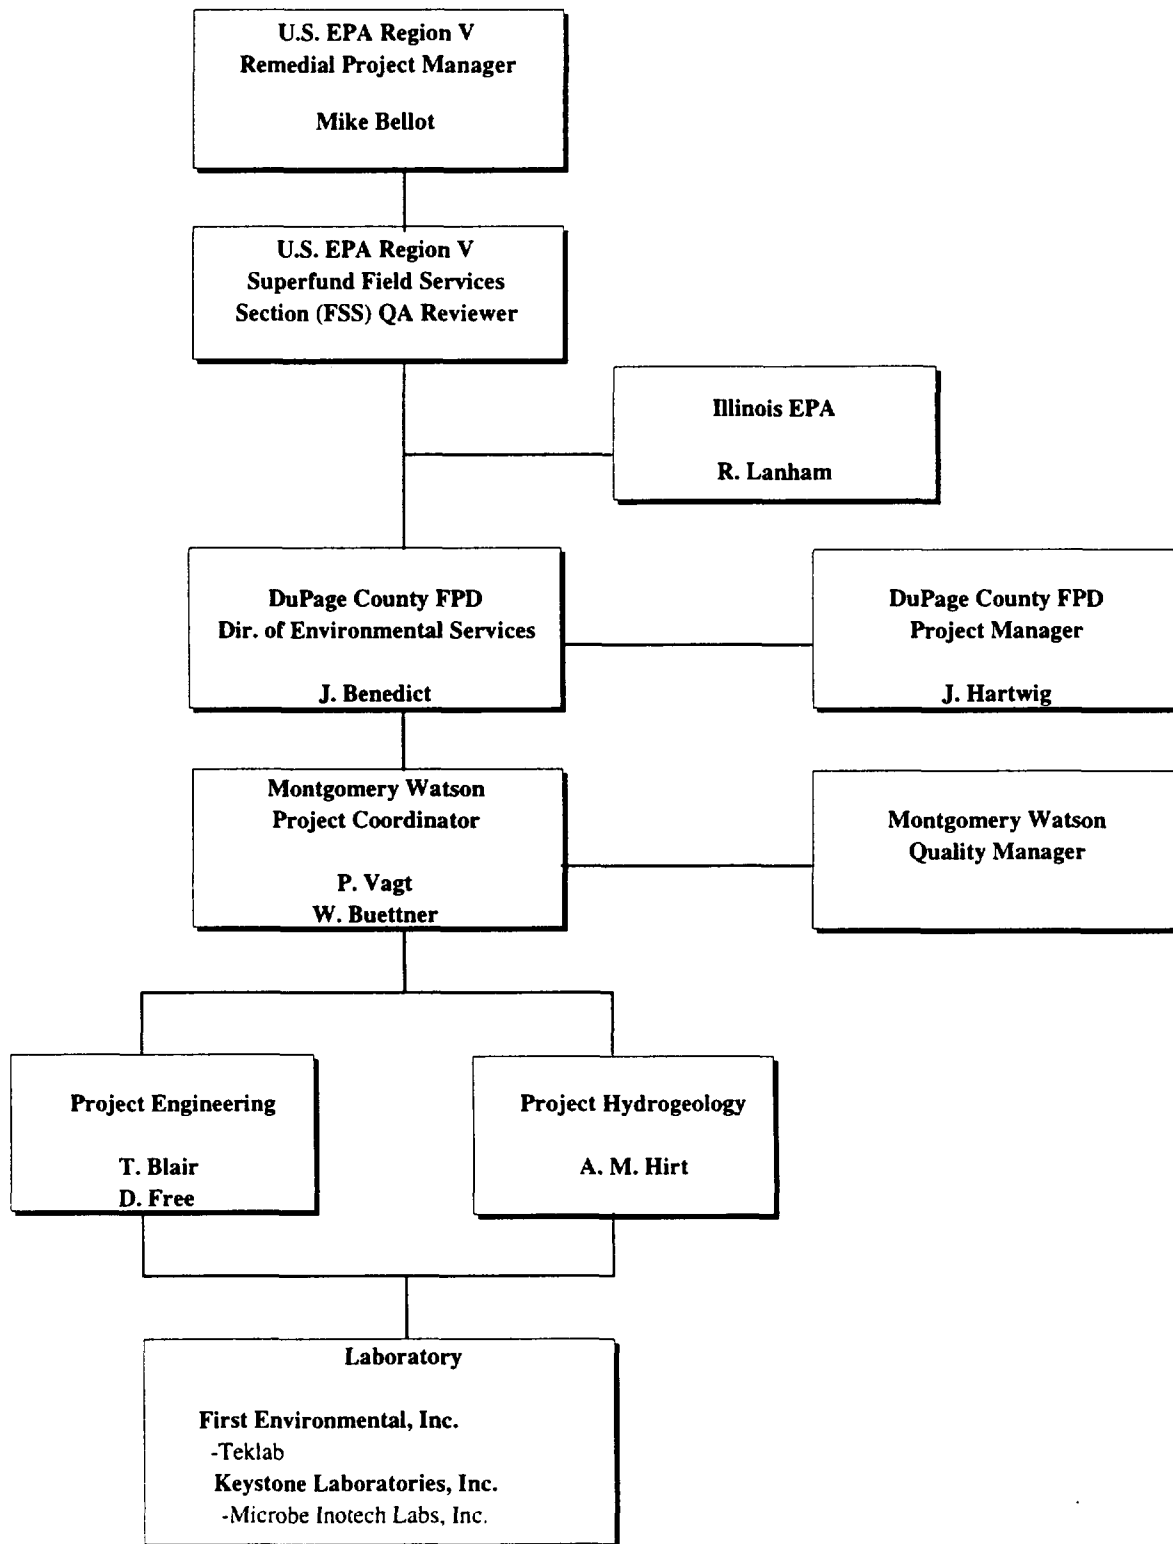 U.S. EPA Region V
Remedial Project Manager
Mike Bellot
U.S. EPA Region V
Superfund Field Services
Section (FSS) QA Reviewer
Illinois EPA
R. Lanham
DuPage County FPD
Dir. of Environmental Services
J. Benedict
DuPage County FPD
Project Manager
J. Hartwig
Montgomery Watson
Project Coordinator
P. Vagt
W. Buettner
Montgomery Watson
Quality Manager
Project Engineering
T. Blair
D. Free
Project Hydrogeology
A. M. Hirt
Laboratory
First Environmental, Inc.
-Teklab
Keystone Laboratories, Inc.
-Microbe Inotech Labs, Inc.